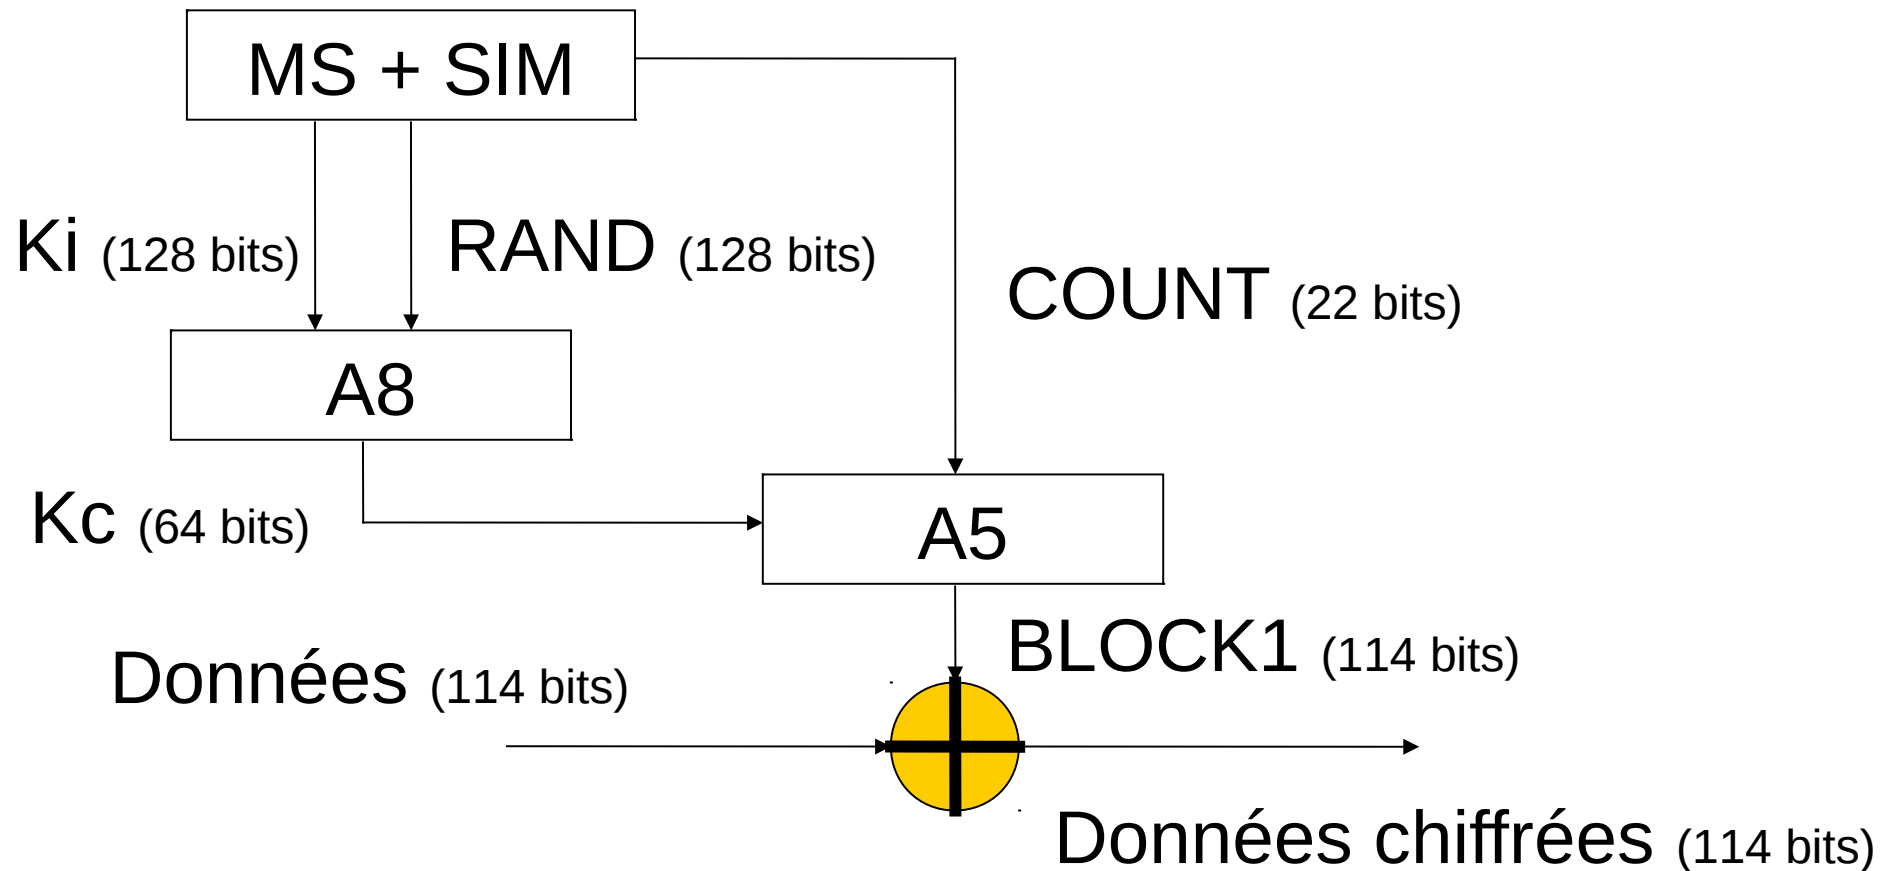 MS + SIM
Ki (128 bits)
RAND (128 bits)
COUNT (22 bits)
A8
Kc (64 bits)
A5
BLOCK1 (114 bits)
Données (114 bits)
Données chiffrées (114 bits)